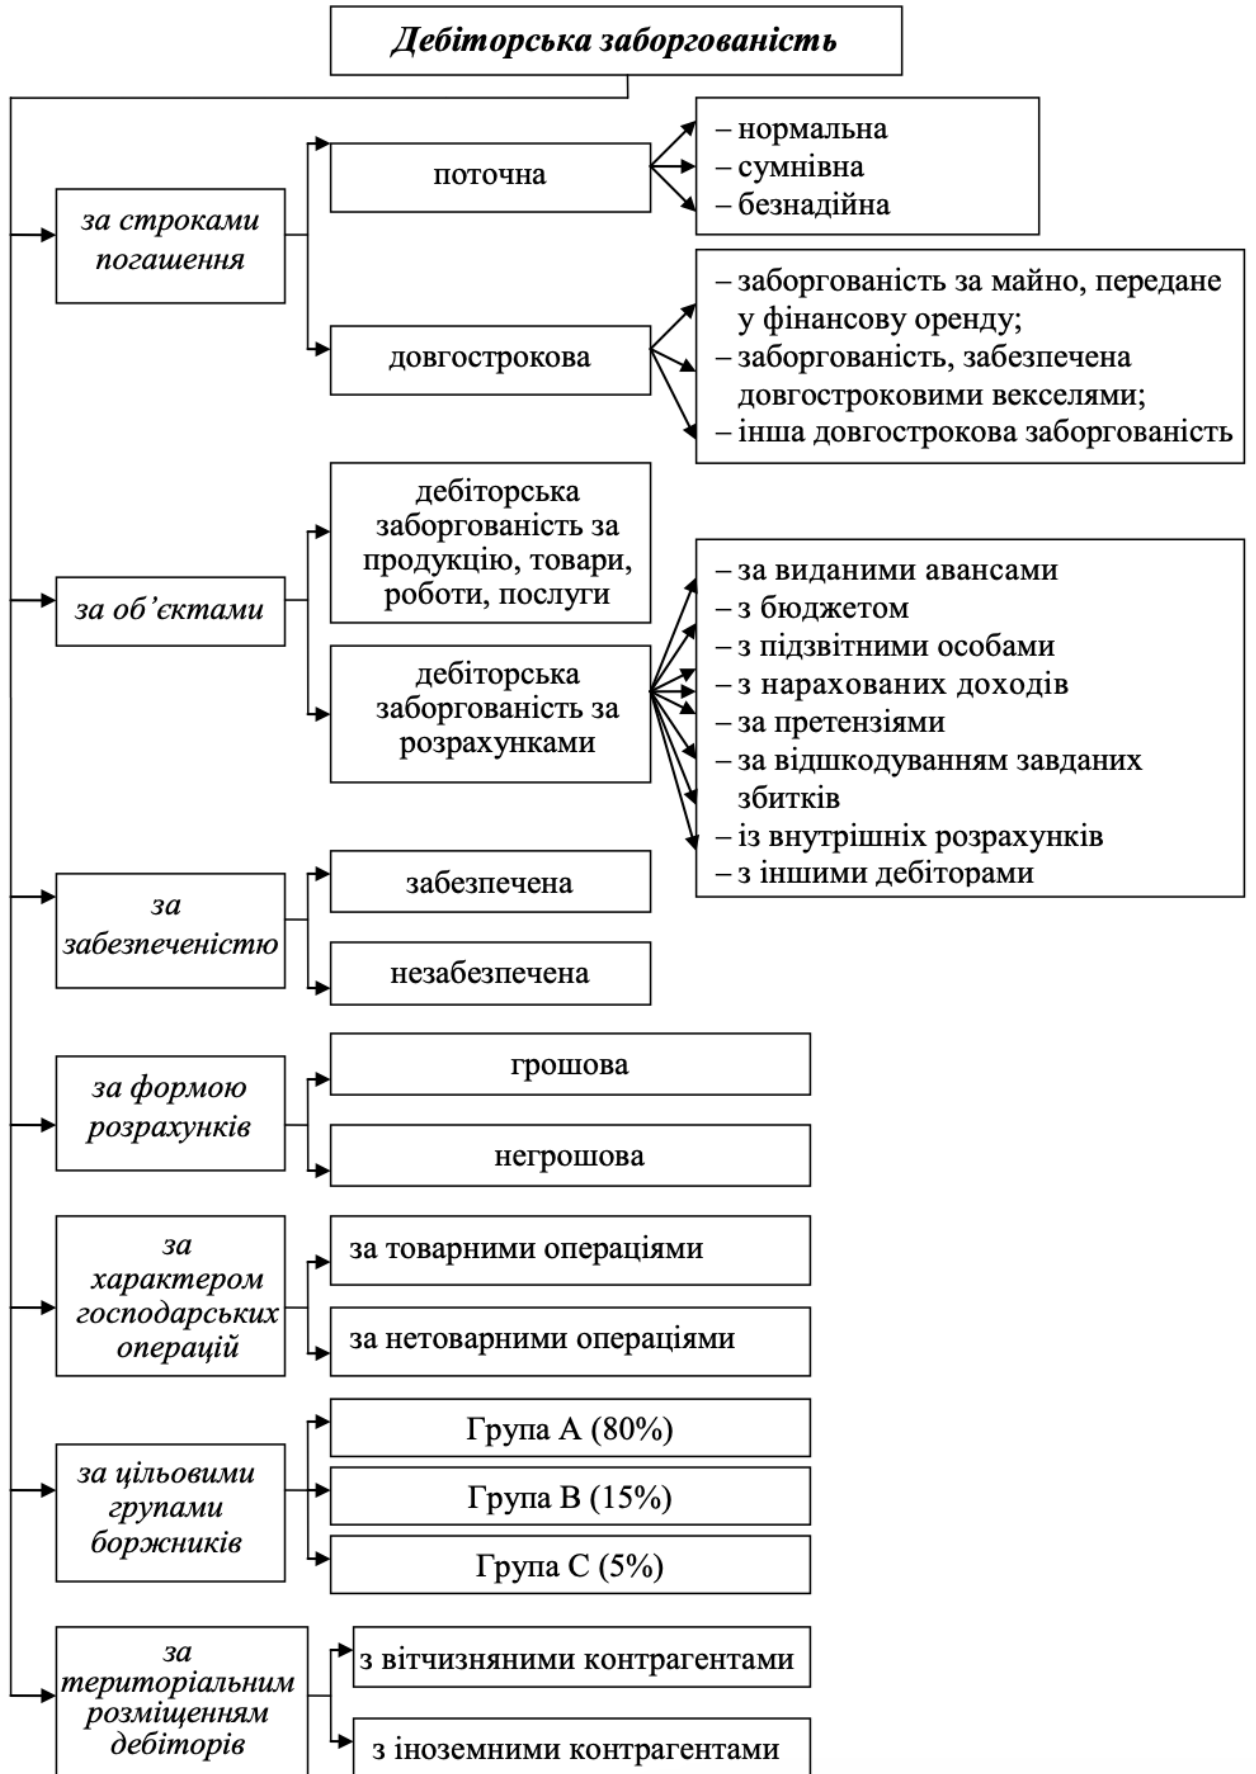 Дебіторська заборгованість
за строками
погашення
поточна
– нормальна
– сумнівна
– безнадійна
довгострокова
– заборгованість за майно, передане
у фінансову оренду;
– заборгованість, забезпечена
довгостроковими векселями;
– інша довгострокова заборгованість
за об’єктами
дебіторська
заборгованість за
продукцію, товари,
роботи, послуги
дебіторська
заборгованість за
розрахунками
– за виданими авансами
– з бюджетом
– з підзвітними особами
– з нарахованих доходів
– за претензіями
– за відшкодуванням завданих
збитків
– із внутрішніх розрахунків
– з іншими дебіторами
за
забезпеченістю
забезпечена
незабезпечена
за формою
розрахунків
грошова
негрошова
за
характером
господарських
операцій
за товарними операціями
за нетоварними операціями
за цільовими
групами
боржників
Група А (80%)
Група В (15%)
Група С (5%)
за
територіальним
розміщенням
дебіторів
з вітчизняними контрагентами
з іноземними контрагентами